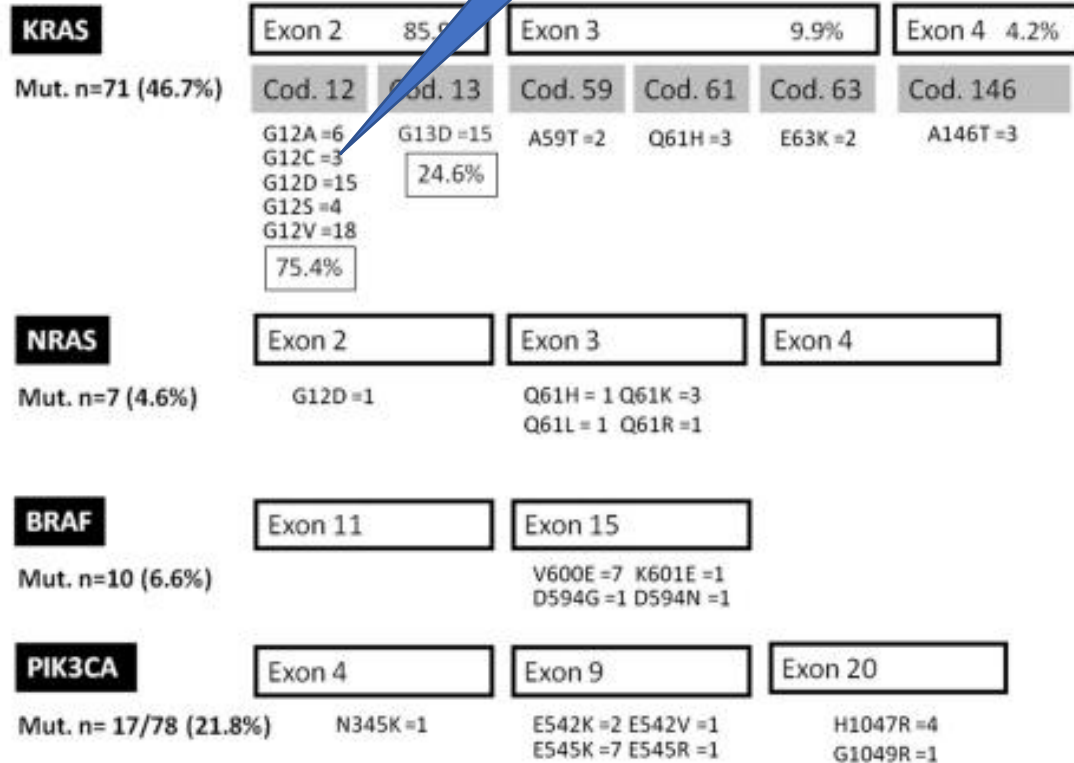 KRAS Exon 2 Exon 3 9.9% Exon 4 4.2%
Mut. n=71 (46.7%) Cod. 12 Cod. 13 Cod. 59 Cod. 61 Cod. 63 Cod. 146
G12A =6 G13D =15 A59T =2 Q61H =3 E63K =2 A146T =3
G12C =3
G12D =15 24.6%
G12S =4
G12V =18
75.4%
NRAS Exon 2 Exon 3 Exon 4
Mut. n=7 (4.6%) G12D =1 Q61H = 1 Q61K =3
Q61L = 1 Q61R =1
BRAF Exon 11 Exon 15
Mut. n=10 (6.6%) V600E =7 K601E =1
D594G =1 D594N =1
PIK3CA Exon 4 Exon 9 Exon 20
Mut. n= 17/78 (21.8%) N345K =1 E542K =2 E542V =1 H1047R =4
E545K =7 E545R =1 G1049R =1